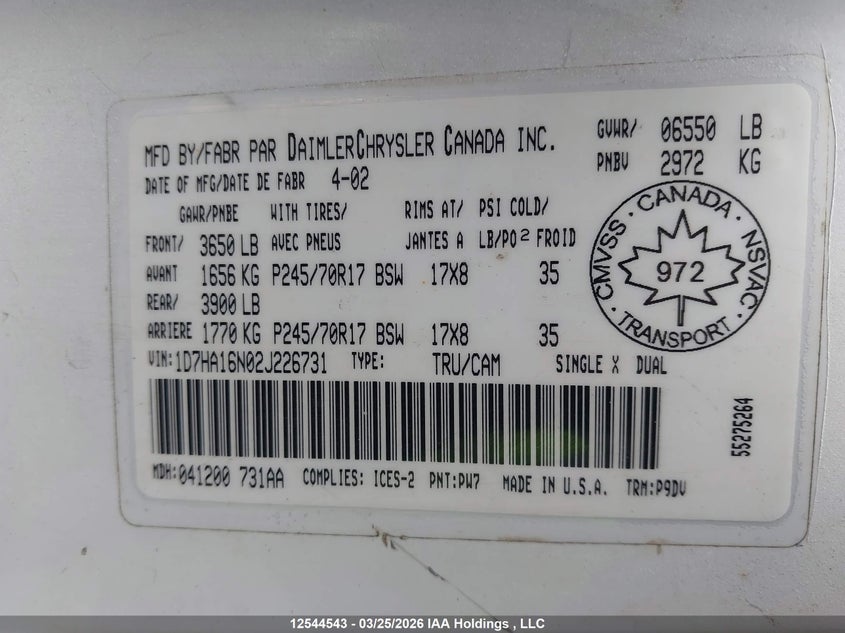 MFD BY/FABR PAR DAIMLERCHRYSLER CANADA INC.
GVWR/ 06550 LB
PNBV 2972 KG
DATE OF MFG/DATE DE FABR 4-02
GAWR/PNBE WITH TIRES/ RIMS AT/ PSI COLD/
FRONT/ 3650 LB AVEC PNEUS JANTES A LB/PO2 FROID
AVANT 1656 KG P245/70R17 BSW 17X8 35
REAR/ 3900 LB
ARRIERE 1770 KG P245/70R17 BSW 17X8 35
CMVSS · CANADA · NSVAC · TRANSPORT ·
972
VIN:1D7HA16N02J226731 TYPE: TRU/CAM SINGLE X DUAL
55275264
MDH:041200 731AA COMPLIES: ICES-2 PNT:PW7 MADE IN U.S.A. TRM:P9DV
12544543 - 03/25/2026 IAA Holdings , LLC